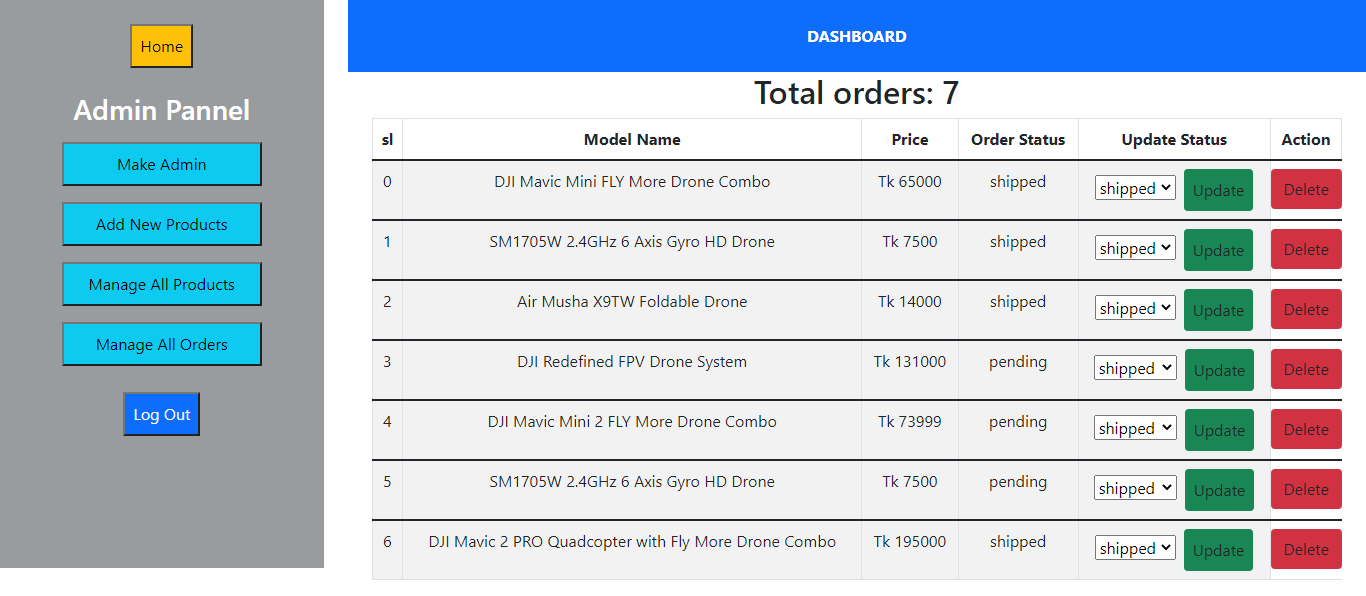 Home
Admin Pannel
Make Admin
Add New Products
Manage All Products
Manage All Orders
Log Out
DASHBOARD
Total orders: 7
sl Model Name Price Order Status Update Status Action
0 DJI Mavic Mini FLY More Drone Combo Tk 65000 shipped shipped Update Delete
1 SM1705W 2.4GHz 6 Axis Gyro HD Drone Tk 7500 shipped shipped Update Delete
2 Air Musha X9TW Foldable Drone Tk 14000 shipped shipped Update Delete
3 DJI Redefined FPV Drone System Tk 131000 pending shipped Update Delete
4 DJI Mavic Mini 2 FLY More Drone Combo Tk 73999 pending shipped Update Delete
5 SM1705W 2.4GHz 6 Axis Gyro HD Drone Tk 7500 pending shipped Update Delete
6 DJI Mavic 2 PRO Quadcopter with Fly More Drone Combo Tk 195000 shipped shipped Update Delete